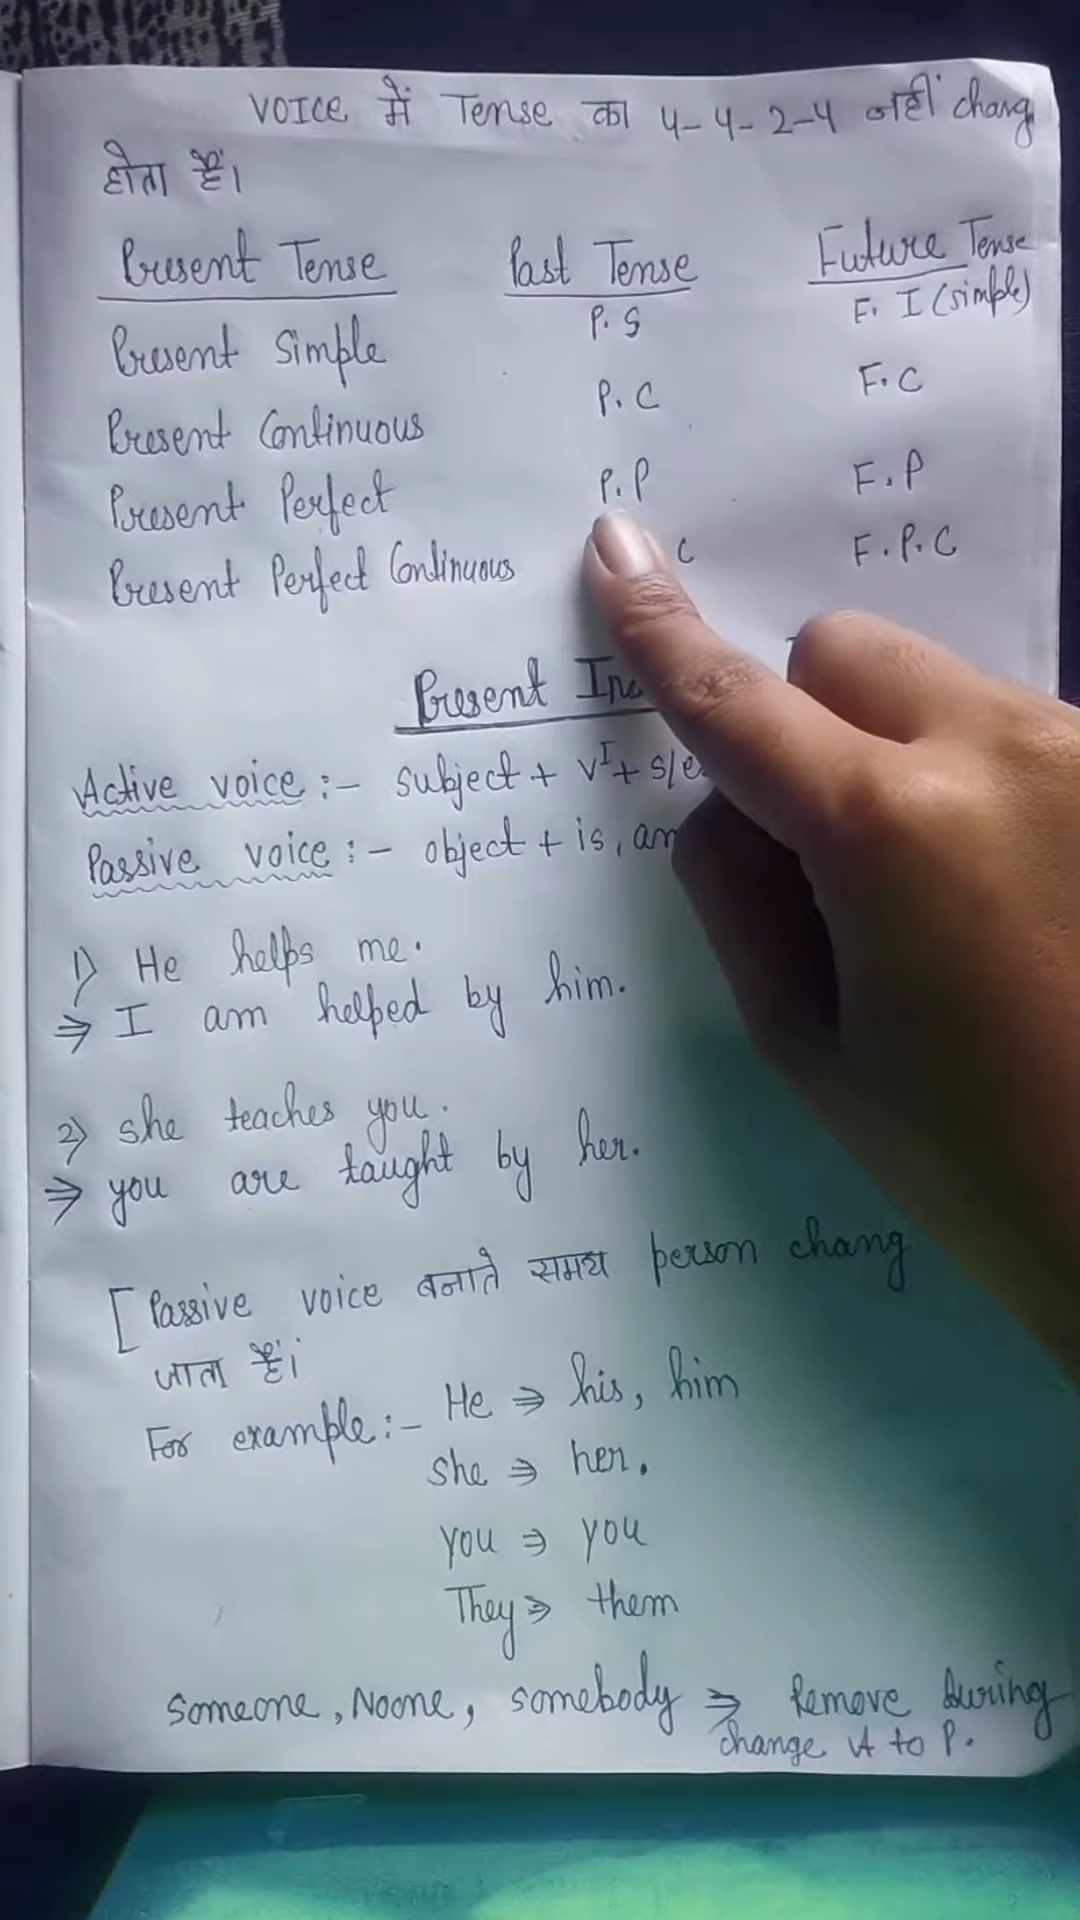 VOICE में Tense का 4-4-2-4 नहीं chang
होता हैं।
Present Tense Past Tense Future Tense
Present Simple P.S F.I (simple)
Present Continuous P.C F.C
Present Perfect P.P F.P
Present Perfect Continuous C F.P.C
Present
Active voice :- subject + v^I + s/es
Passive voice :- object + is, am
1) He helps me.
⇒ I am helped by him.
2) she teaches you.
⇒ you are taught by her.
[Passive voice बनाते समय person chang
जाता हैं।
For example :- He ⇒ his, him
she ⇒ her.
you ⇒ you
They ⇒ them
Someone, Noone, somebody ⇒ Remove during
change A to P.